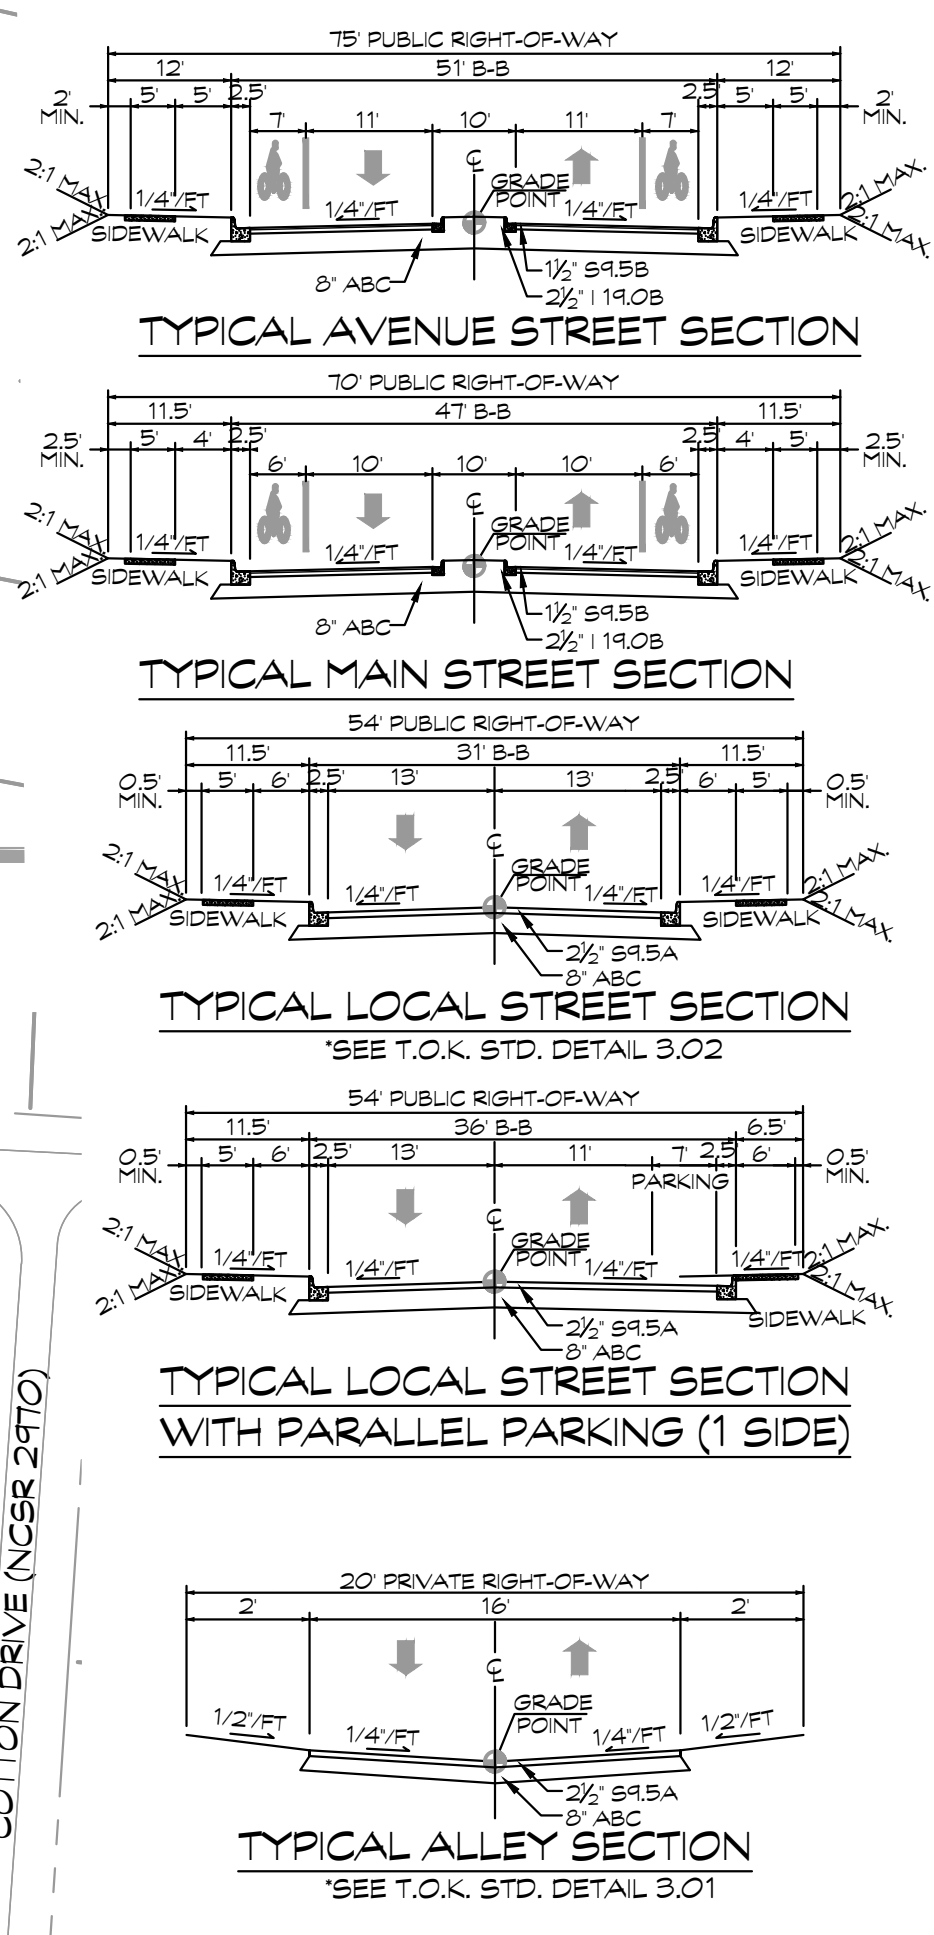 75' PUBLIC RIGHT-OF-WAY
12' 51' B-B 12'
2' MIN. 5' 5' 2.5' 2.5' 5' 5' 2' MIN.
7' 11' 10' 11' 7'
2:1 MAX. 1/4"/FT 1/4"/FT ℄ GRADE POINT 1/4"/FT 1/4"/FT 2:1 MAX.
2:1 MAX. SIDEWALK SIDEWALK 2:1 MAX.
8" ABC 1½" S9.5B
2½" I 19.0B
TYPICAL AVENUE STREET SECTION
70' PUBLIC RIGHT-OF-WAY
11.5' 47' B-B 11.5'
2.5' MIN. 5' 4' 2.5' 2.5' 4' 5' 2.5' MIN.
6' 10' 10' 10' 6'
2:1 MAX. 1/4"/FT 1/4"/FT ℄ GRADE POINT 1/4"/FT 1/4"/FT 2:1 MAX.
2:1 MAX. SIDEWALK SIDEWALK 2:1 MAX.
8" ABC 1½" S9.5B
2½" I 19.0B
TYPICAL MAIN STREET SECTION
54' PUBLIC RIGHT-OF-WAY
11.5' 31' B-B 11.5'
0.5' MIN. 5' 6' 2.5' 13' 13' 2.5' 6' 5' 0.5' MIN.
2:1 MAX. 1/4"/FT 1/4"/FT ℄ GRADE POINT 1/4"/FT 1/4"/FT 2:1 MAX.
2:1 MAX. SIDEWALK SIDEWALK 2:1 MAX.
2½" S9.5A
8" ABC
TYPICAL LOCAL STREET SECTION
*SEE T.O.K. STD. DETAIL 3.02
54' PUBLIC RIGHT-OF-WAY
11.5' 36' B-B 6.5'
0.5' MIN. 5' 6' 2.5' 13' 11' 7' 2.5' 6' 0.5' MIN.
PARKING
2:1 MAX. 1/4"/FT 1/4"/FT ℄ GRADE POINT 1/4"/FT 1/4"/FT 2:1 MAX.
2:1 MAX. SIDEWALK SIDEWALK 2:1 MAX.
2½" S9.5A
8" ABC
TYPICAL LOCAL STREET SECTION
WITH PARALLEL PARKING (1 SIDE)
COTTON DRIVE (NCSR 2970)
20' PRIVATE RIGHT-OF-WAY
2' 16' 2'
1/2"/FT 1/4"/FT ℄ GRADE POINT 1/4"/FT 1/2"/FT
2½" S9.5A
8" ABC
TYPICAL ALLEY SECTION
*SEE T.O.K. STD. DETAIL 3.01